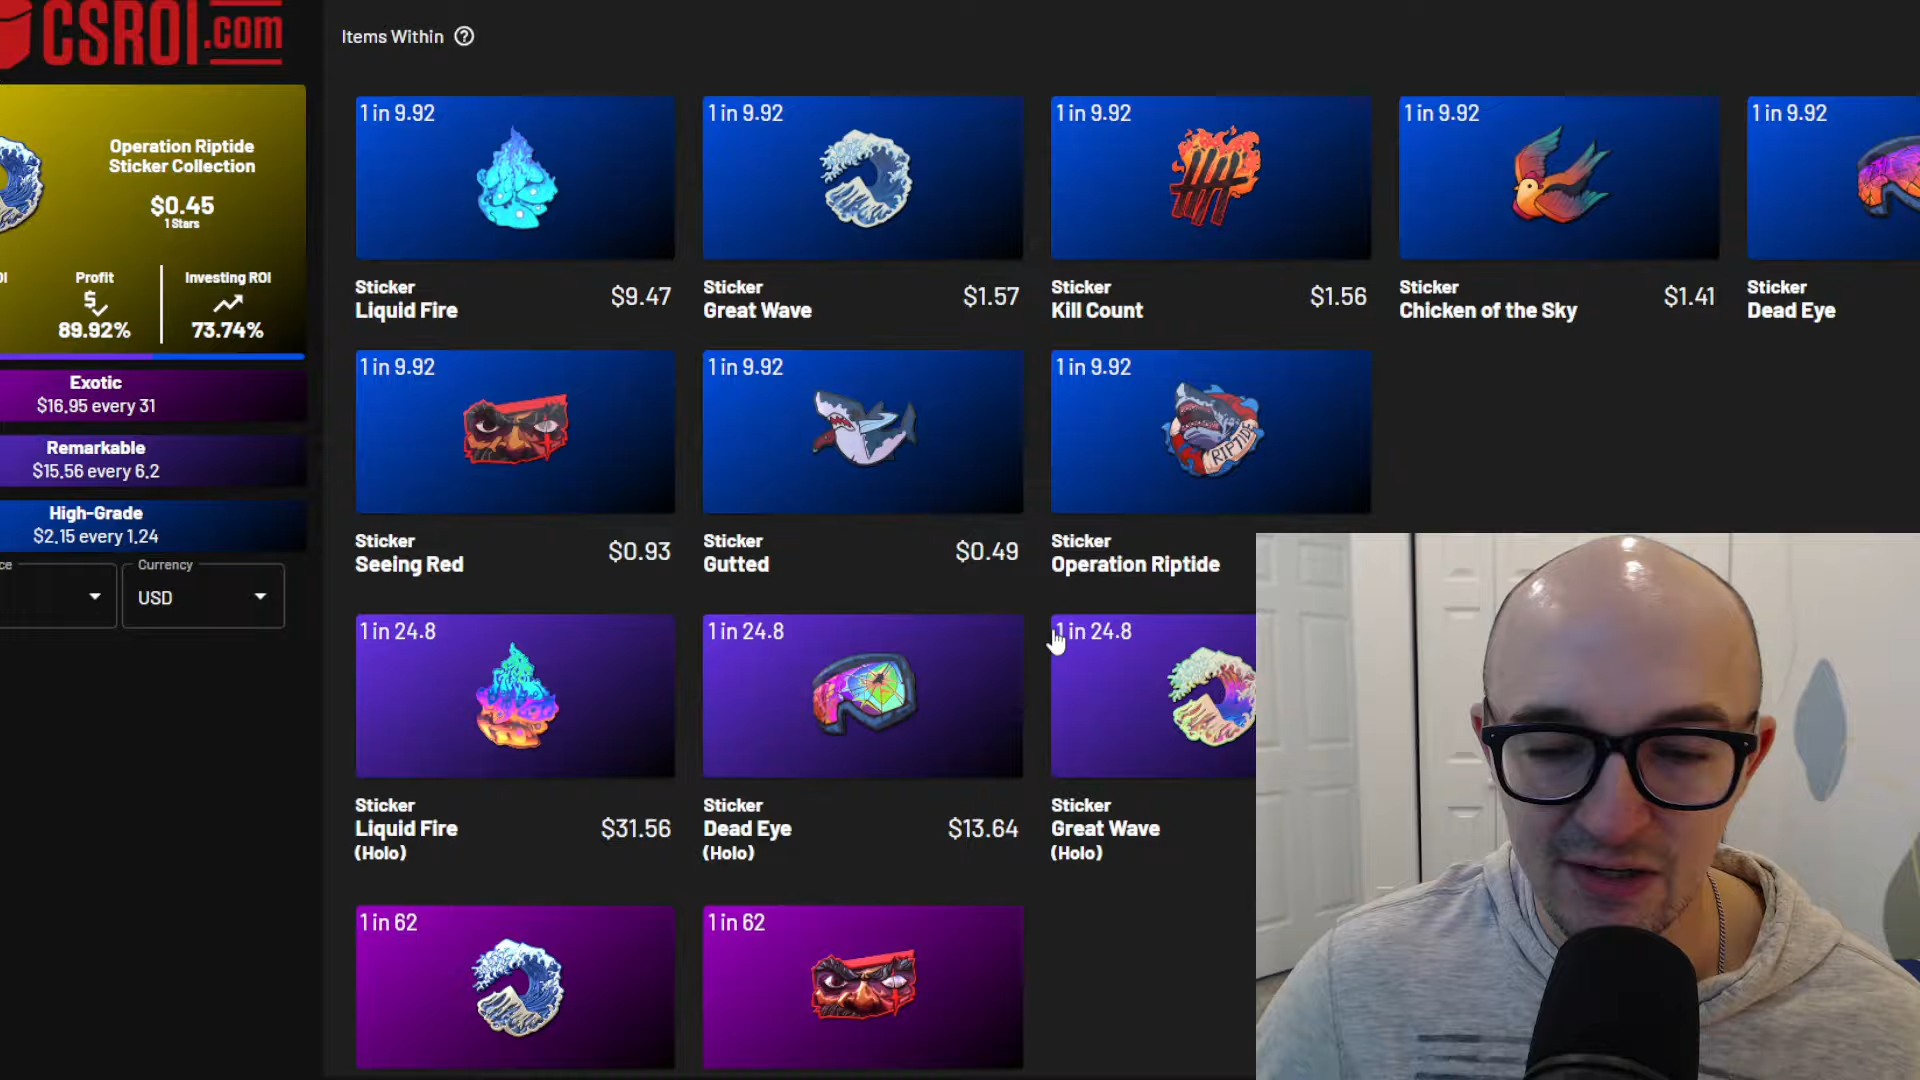 CSROI.com
Operation Riptide
Sticker Collection
$0.45
1 Stars
Profit
89.92%
Investing ROI
73.74%
Exotic
$16.95 every 31
Remarkable
$15.56 every 6.2
High-Grade
$2.15 every 1.24
Currency
USD
Items Within ?
1 in 9.92
Sticker
Liquid Fire
$9.47
1 in 9.92
Sticker
Great Wave
$1.57
1 in 9.92
Sticker
Kill Count
$1.56
1 in 9.92
Sticker
Chicken of the Sky
$1.41
1 in 9.92
Sticker
Dead Eye
1 in 9.92
Sticker
Seeing Red
$0.93
1 in 9.92
Sticker
Gutted
$0.49
1 in 9.92
RIPTIDE
Sticker
Operation Riptide
1 in 24.8
Sticker
Liquid Fire
(Holo)
$31.56
1 in 24.8
Sticker
Dead Eye
(Holo)
$13.64
1 in 24.8
Sticker
Great Wave
(Holo)
1 in 62
1 in 62